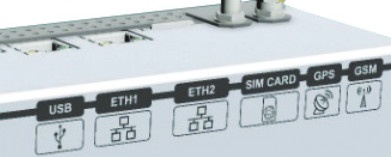 USB ETH1 ETH2 SIM CARD GPS GSM